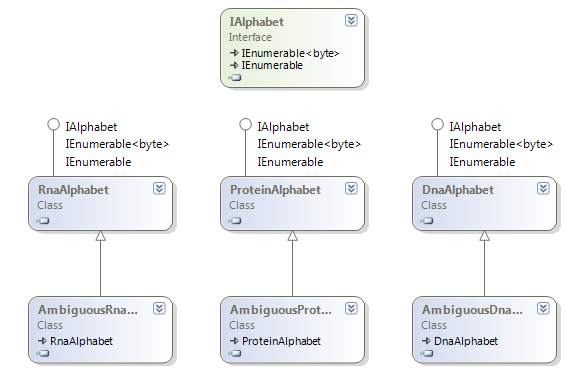 IAlphabet
Interface
IEnumerable<byte>
IEnumerable
IAlphabet
IEnumerable<byte>
IEnumerable
RnaAlphabet
Class
IAlphabet
IEnumerable<byte>
IEnumerable
ProteinAlphabet
Class
IAlphabet
IEnumerable<byte>
IEnumerable
DnaAlphabet
Class
AmbiguousRna...
Class
RnaAlphabet
AmbiguousProt...
Class
ProteinAlphabet
AmbiguousDna...
Class
DnaAlphabet